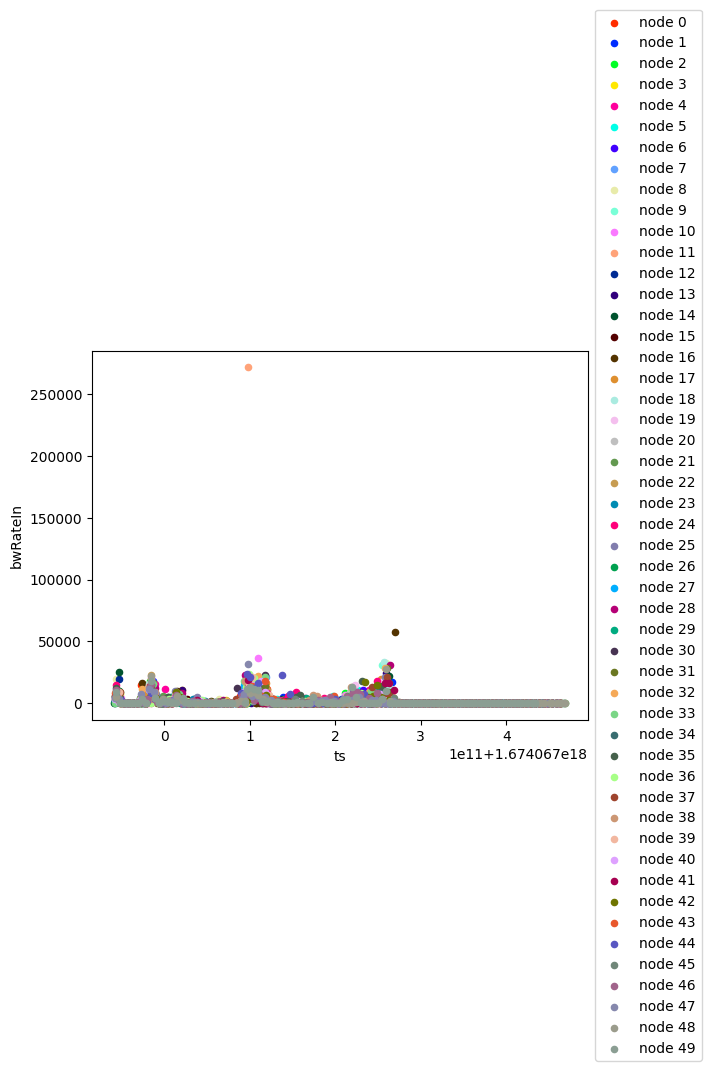 node 0
node 1
node 2
node 3
node 4
node 5
node 6
node 7
node 8
node 9
node 10
node 11
node 12
node 13
node 14
node 15
node 16
node 17
node 18
node 19
node 20
node 21
node 22
node 23
node 24
node 25
node 26
node 27
node 28
node 29
node 30
node 31
node 32
node 33
node 34
node 35
node 36
node 37
node 38
node 39
node 40
node 41
node 42
node 43
node 44
node 45
node 46
node 47
node 48
node 49
bwRateIn
250000
200000
150000
100000
50000
0
0 1 2 3 4
ts
1e11+1.674067e18